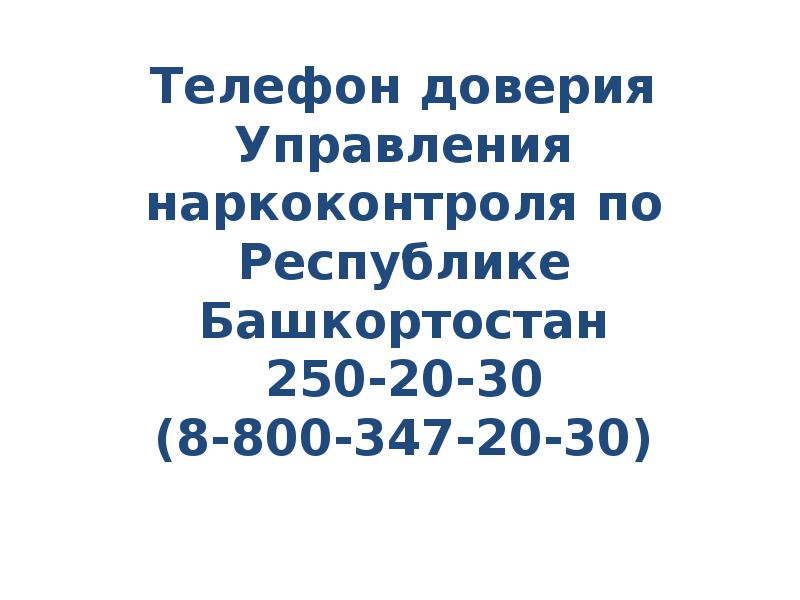 Телефон доверия
Управления
наркоконтроля по
Республике
Башкортостан
250-20-30
(8-800-347-20-30)